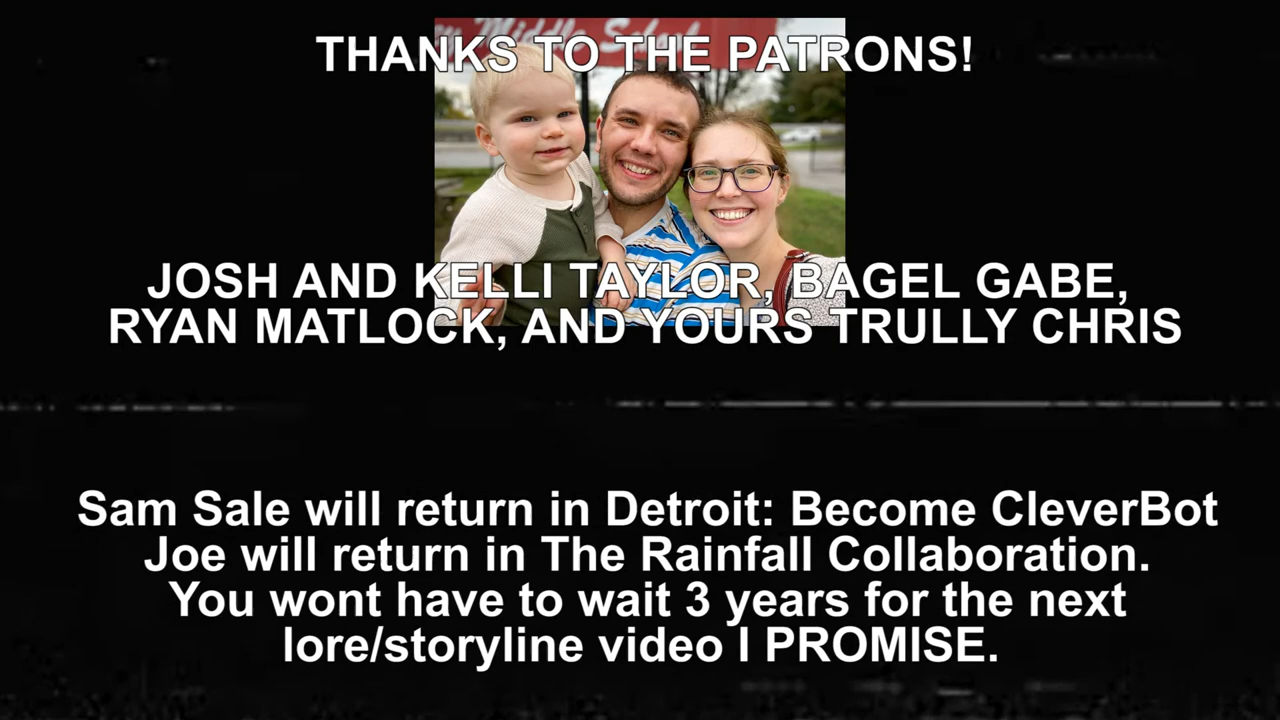 Middle School
THANKS TO THE PATRONS!
JOSH AND KELLI TAYLOR, BAGEL GABE,
RYAN MATLOCK, AND YOURS TRULLY CHRIS
Sam Sale will return in Detroit: Become CleverBot
Joe will return in The Rainfall Collaboration.
You wont have to wait 3 years for the next
lore/storyline video I PROMISE.